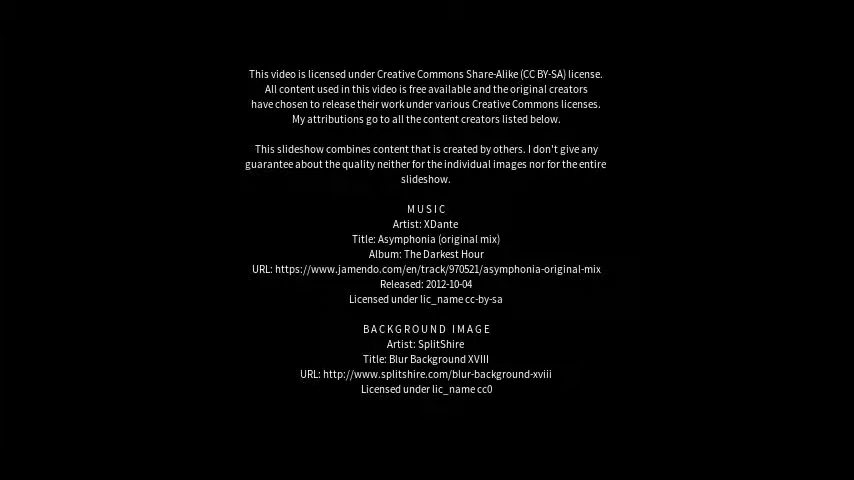 This video is licensed under Creative Commons Share-Alike (CC BY-SA) license.
All content used in this video is free available and the original creators
have chosen to release their work under various Creative Commons licenses.
My attributions go to all the content creators listed below.
This slideshow combines content that is created by others. I don't give any
guarantee about the quality neither for the individual images nor for the entire
slideshow.
MUSIC
Artist: XDante
Title: Asymphonia (original mix)
Album: The Darkest Hour
URL: https://www.jamendo.com/en/track/970521/asymphonia-original-mix
Released: 2012-10-04
Licensed under lic_name cc-by-sa
BACKGROUND IMAGE
Artist: SplitShire
Title: Blur Background XVIII
URL: http://www.splitshire.com/blur-background-xviii
Licensed under lic_name cc0